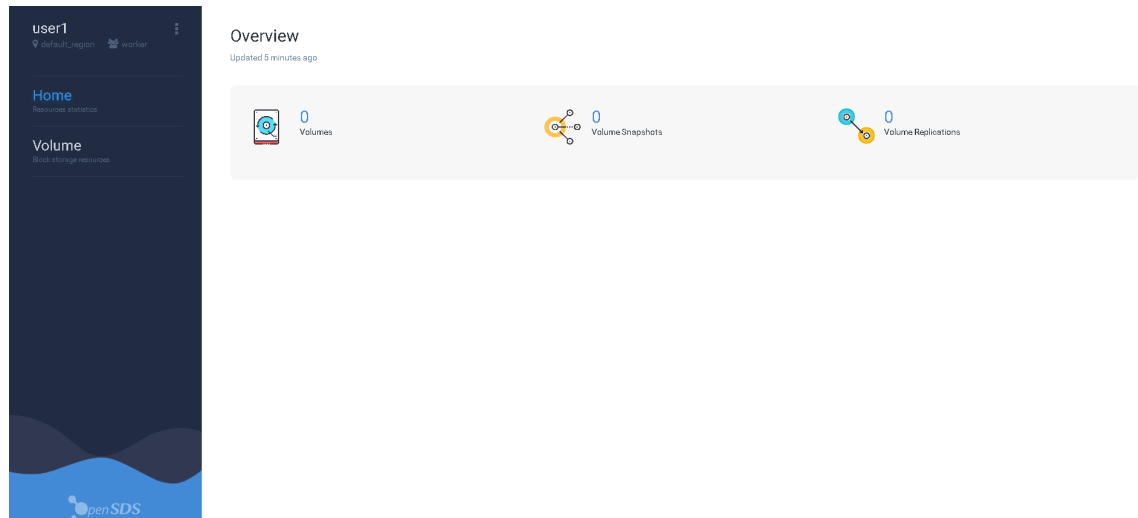 user1
default_region worker
Home
Resources statistics
Volume
Block storage resources
OpenSDS
Overview
Updated 5 minutes ago
0
Volumes
0
Volume Snapshots
0
Volume Replications